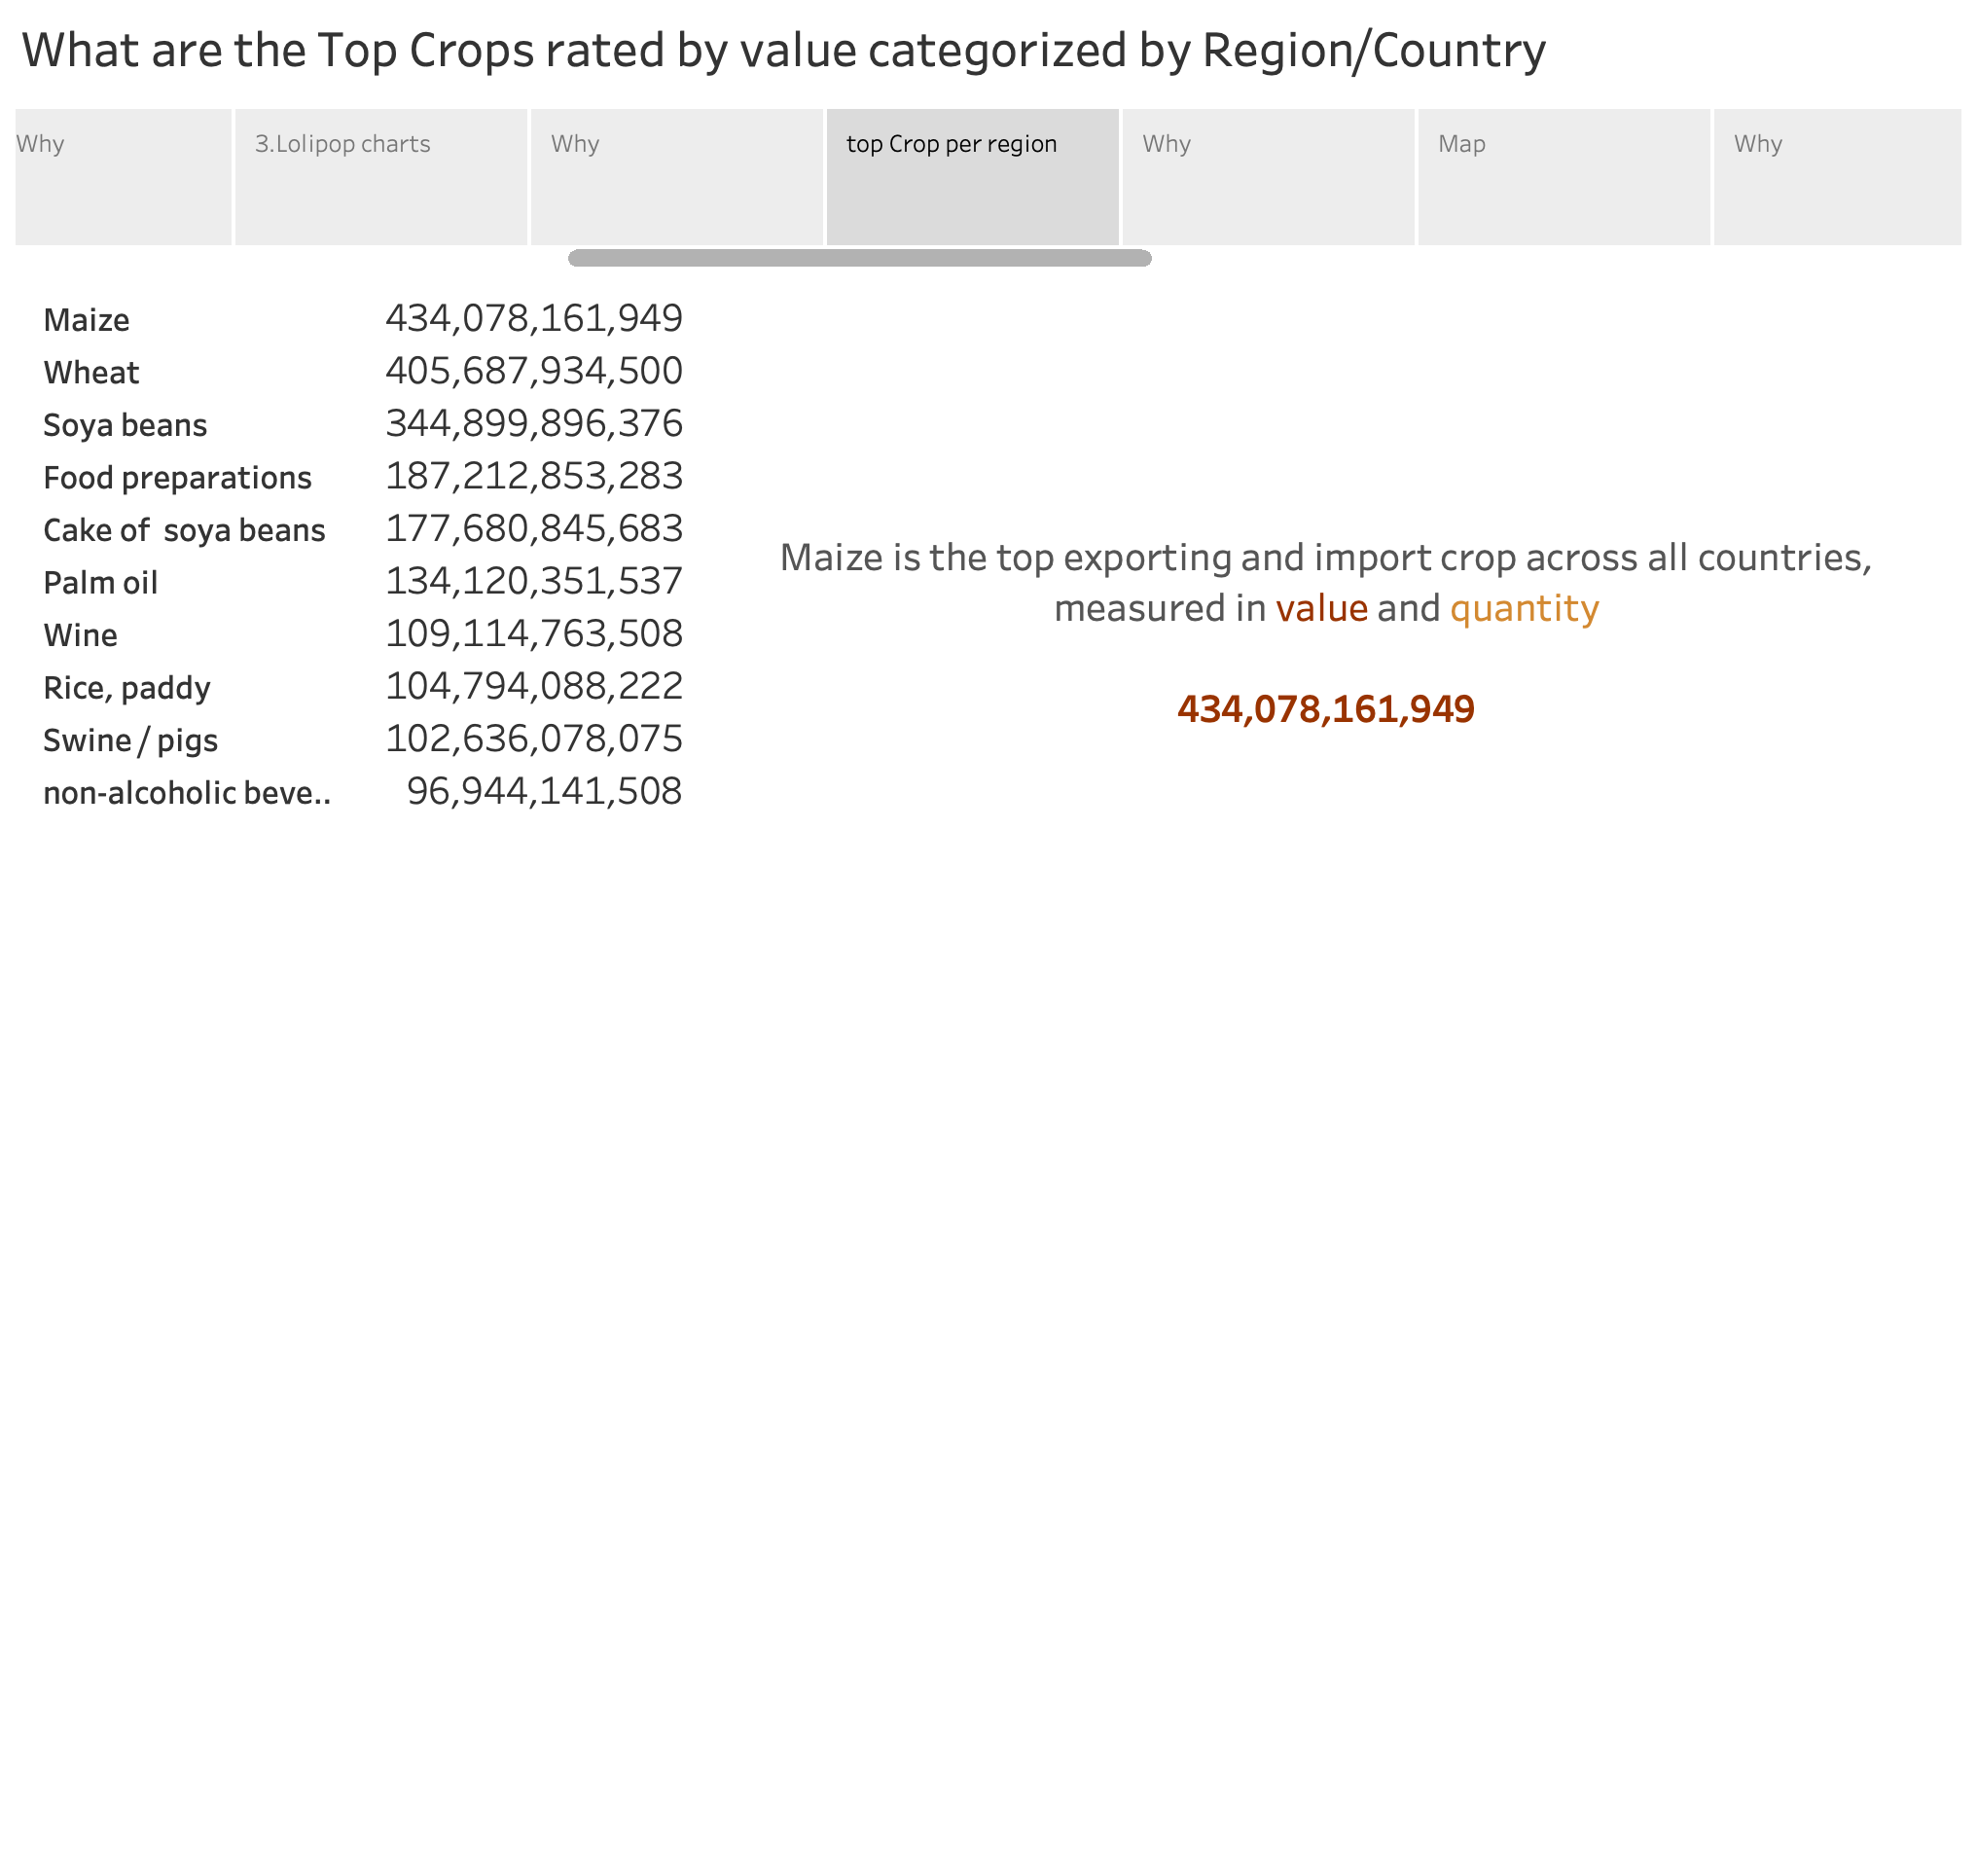 What are the Top Crops rated by value categorized by Region/Country
Why
3.Lolipop charts
Why
top Crop per region
Why
Map
Why
Maize 434,078,161,949
Wheat 405,687,934,500
Soya beans 344,899,896,376
Food preparations 187,212,853,283
Cake of  soya beans 177,680,845,683
Palm oil 134,120,351,537
Wine 109,114,763,508
Rice, paddy 104,794,088,222
Swine / pigs 102,636,078,075
non-alcoholic beve.. 96,944,141,508
Maize is the top exporting and import crop across all countries,
measured in value and quantity
434,078,161,949